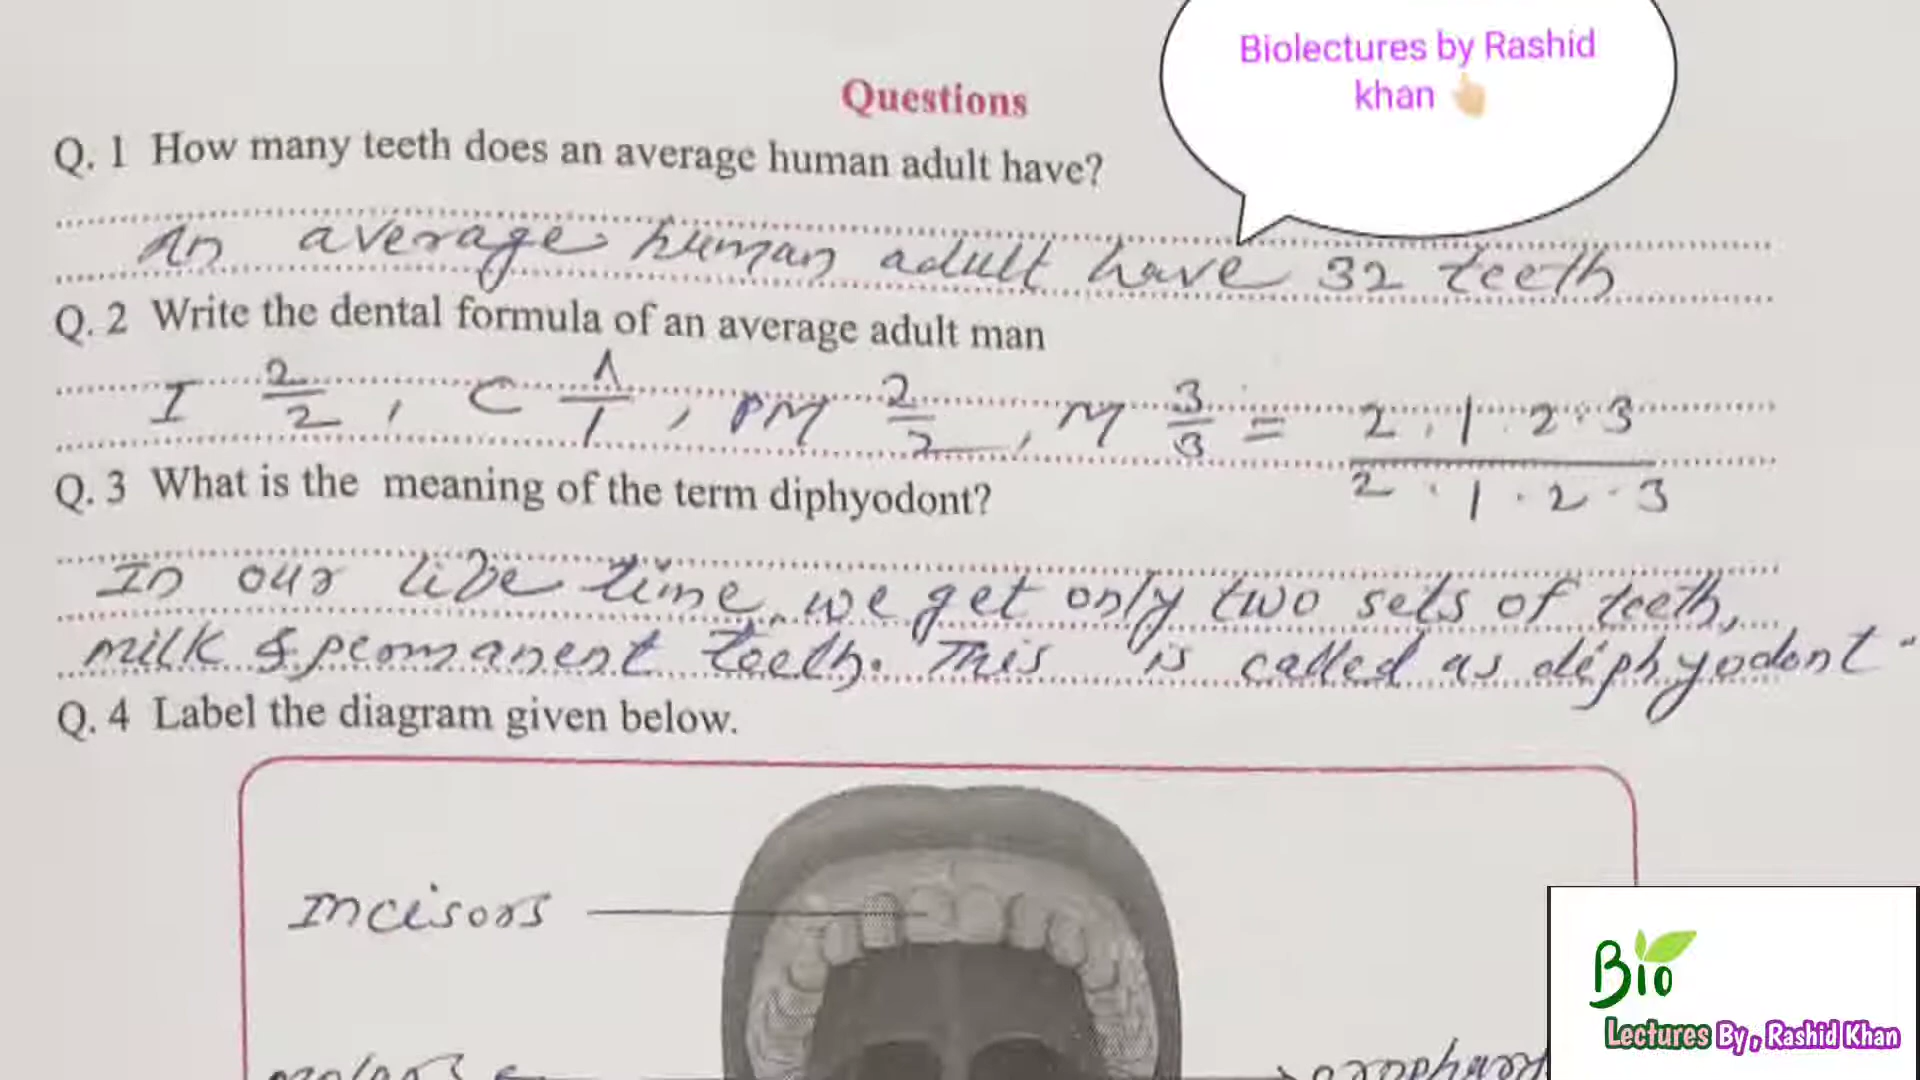 Biolectures by Rashid
khan 👆🏼
Questions
Q. 1 How many teeth does an average human adult have?
An average human adult have 32 teeth
Q. 2 Write the dental formula of an average adult man
I 2/2, C 1/1, PM 2/2, M 3/3 = 2.1.2.3/2.1.2.3
Q. 3 What is the meaning of the term diphyodont?
In our life time, we get only two sets of teeth,
milk & permanent teeth. This is called as diphyodont.
Q. 4 Label the diagram given below.
Incisors
Bio
Lectures By, Rashid Khan